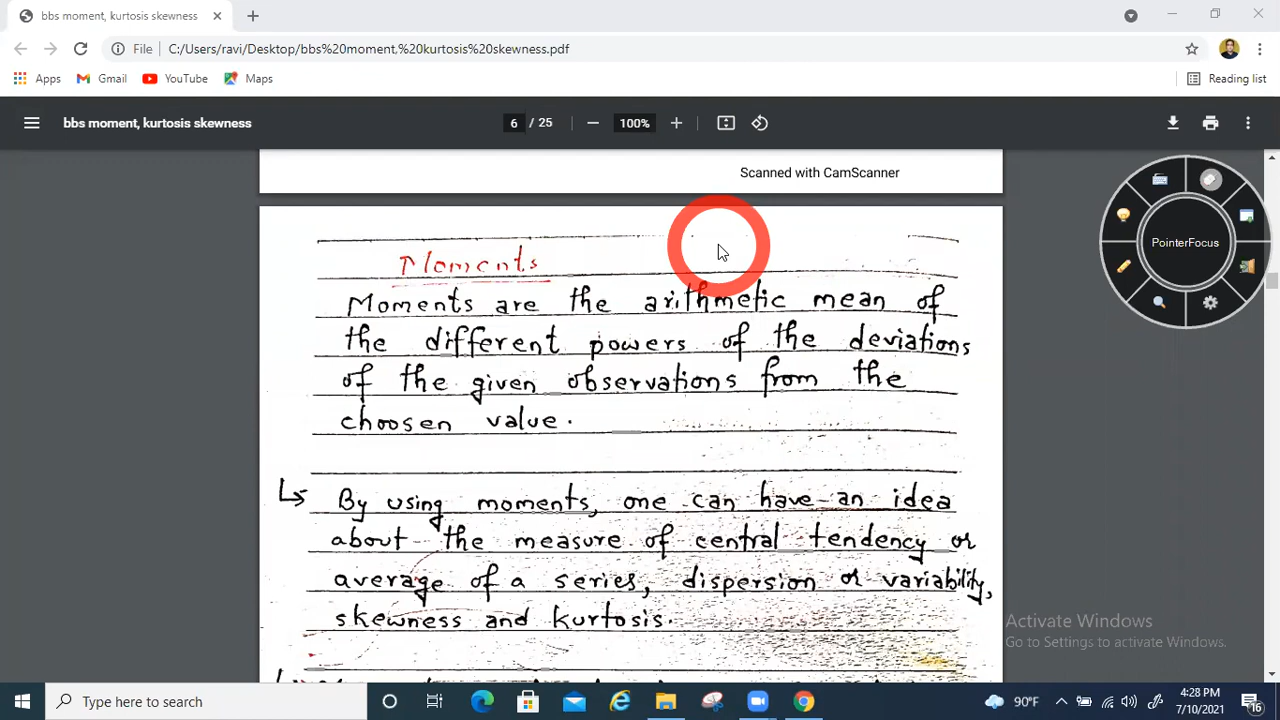 bbs moment, kurtosis skewness
File C:/Users/ravi/Desktop/bbs%20moment,%20kurtosis%20skewness.pdf
Apps Gmail YouTube Maps Reading list
bbs moment, kurtosis skewness 6 / 25 100%
Scanned with CamScanner
PointerFocus
Moments
Moments are the arithmetic mean of
the different powers of the deviations
of the given observations from the
choosen value.
↳ By using moments, one can have an idea
about the measure of central tendency or
average of a series, dispersion or variability,
skewness and kurtosis.
Activate Windows
Go to Settings to activate Windows.
Type here to search 90°F 4:28 PM
7/10/2021 16